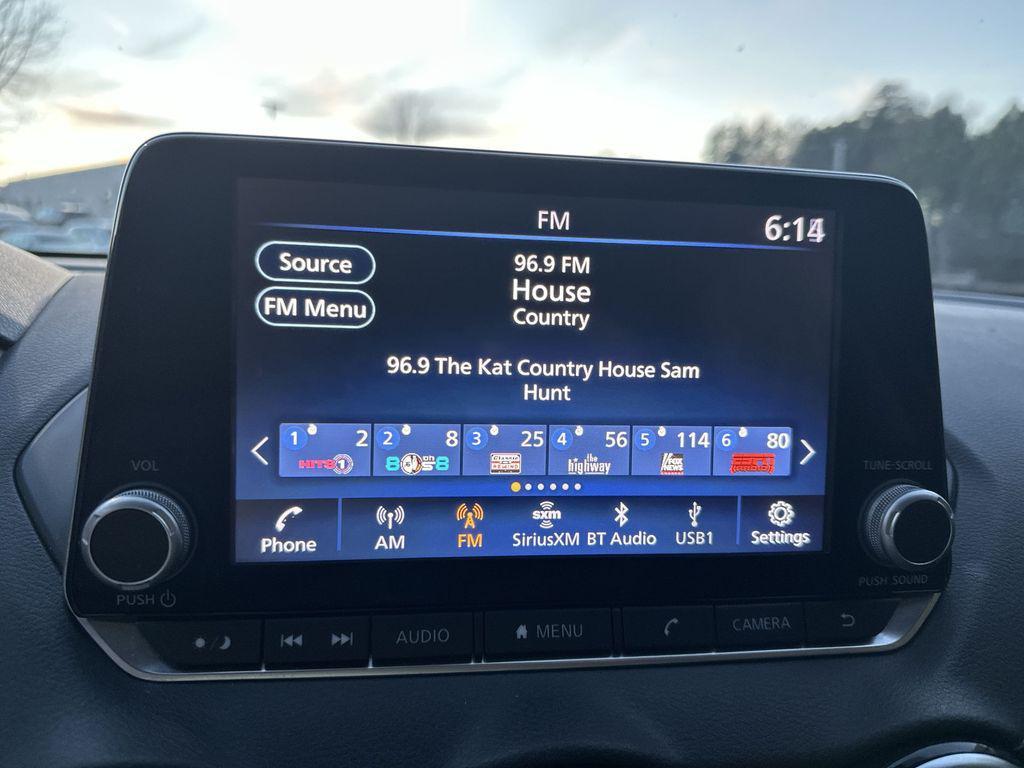 FM
6:14
Source
96.9 FM
House
FM Menu
Country
96.9 The Kat Country House Sam
Hunt
1 2 2 8 3 25 4 56 5 114 6 80
HITS 1
80s on 8
Classic REWIND
the highway
FOX NEWS
ESPN RADIO
sxm
Phone AM FM SiriusXM BT Audio USB1 Settings
VOL
TUNE·SCROLL
PUSH
PUSH SOUND
AUDIO MENU CAMERA